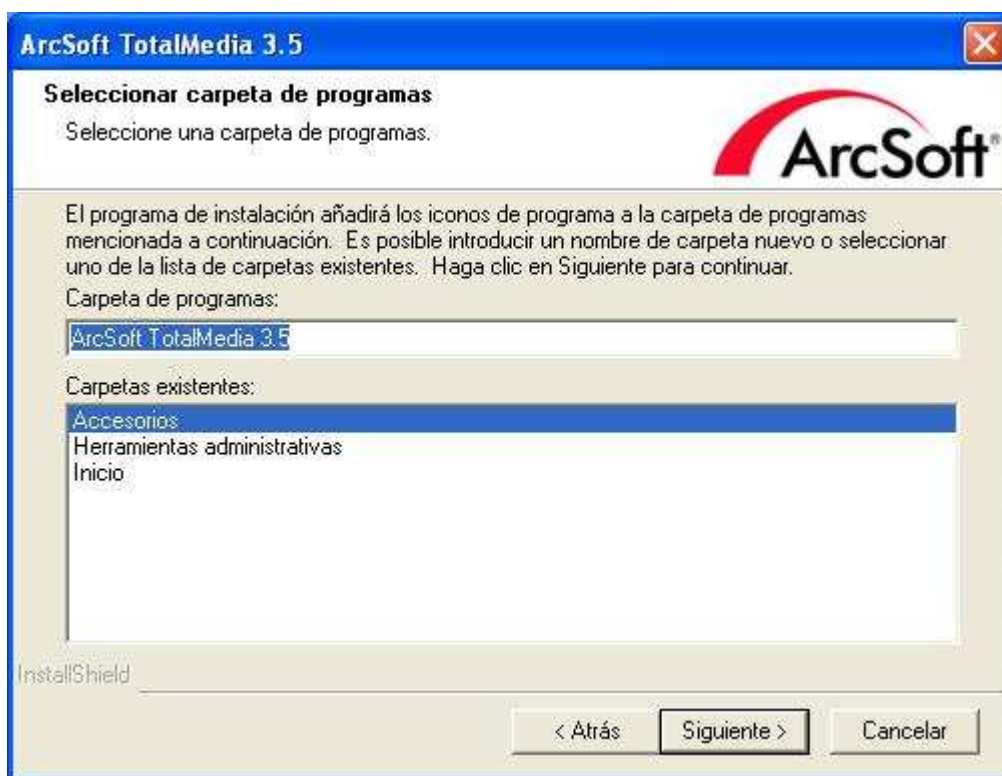 ArcSoft TotalMedia 3.5
Seleccionar carpeta de programas
Seleccione una carpeta de programas.
ArcSoft®
El programa de instalación añadirá los iconos de programa a la carpeta de programas
mencionada a continuación. Es posible introducir un nombre de carpeta nuevo o seleccionar
uno de la lista de carpetas existentes. Haga clic en Siguiente para continuar.
Carpeta de programas:
ArcSoft TotalMedia 3.5
Carpetas existentes:
Accesorios
Herramientas administrativas
Inicio
InstallShield
< Atrás
Siguiente >
Cancelar